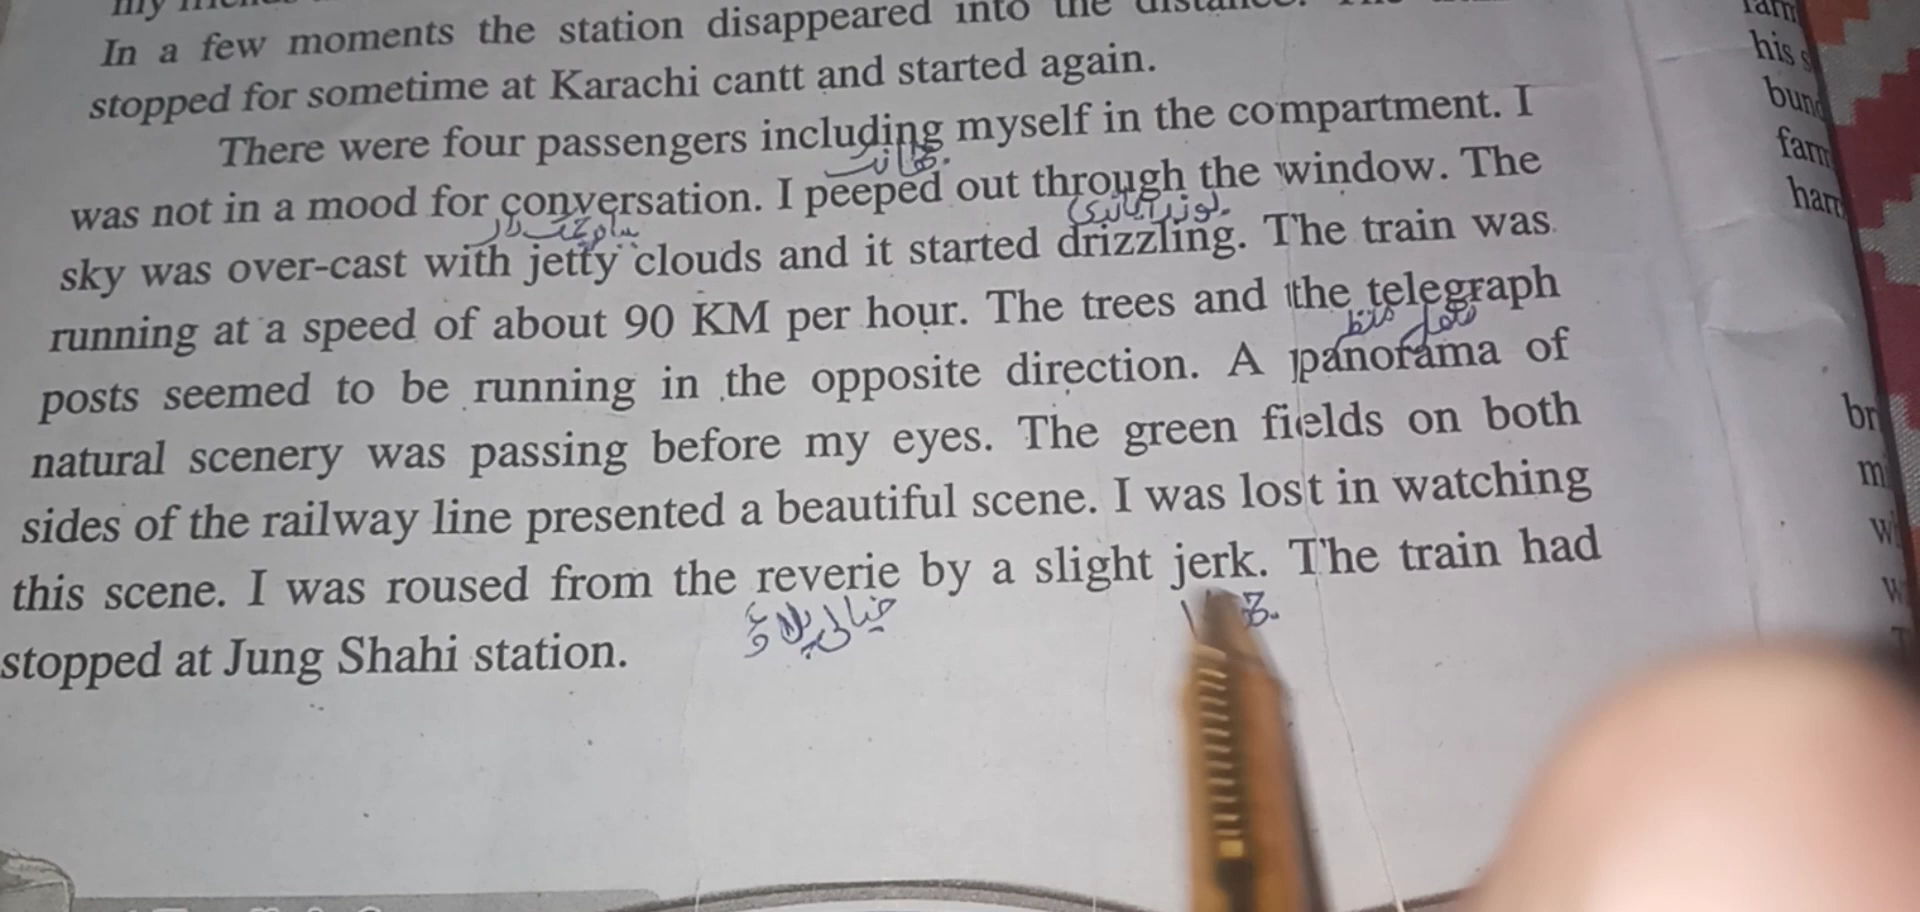 In a few moments the station disappeared into the
stopped for sometime at Karachi cantt and started again.
There were four passengers including myself in the compartment. I
was not in a mood for conversation. I peeped out through the window. The
sky was over-cast with jetty clouds and it started drizzling. The train was
running at a speed of about 90 KM per hour. The trees and the telegraph
مکمل منظر
posts seemed to be running in the opposite direction. A panorama of
natural scenery was passing before my eyes. The green fields on both
sides of the railway line presented a beautiful scene. I was lost in watching
this scene. I was roused from the reverie by a slight jerk. The train had
خیالی پلاؤ
stopped at Jung Shahi station.
his